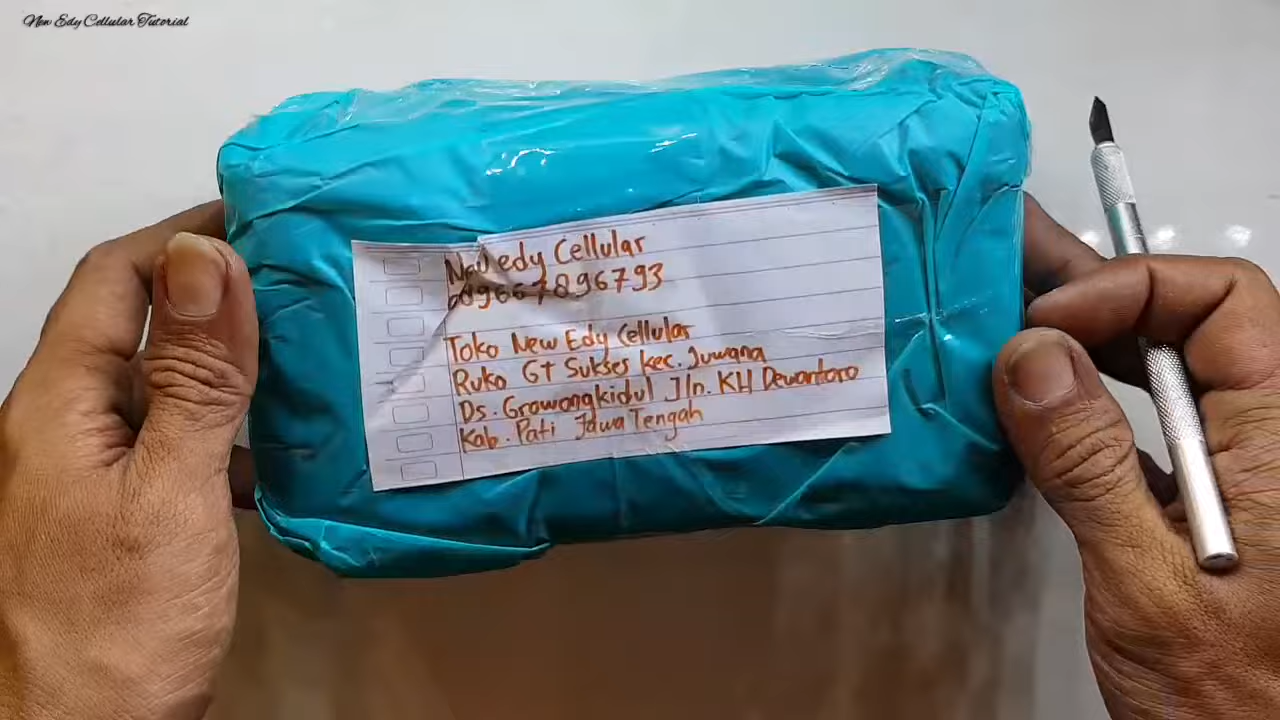 New Edy Cellular Tutorial
New edy Cellular
089667896793
Toko New Edy Cellular
Ruko G+ Sukses kec. Juwana
Ds. Growongkidul Jln. KH Dewantoro
Kab. Pati Jawa Tengah